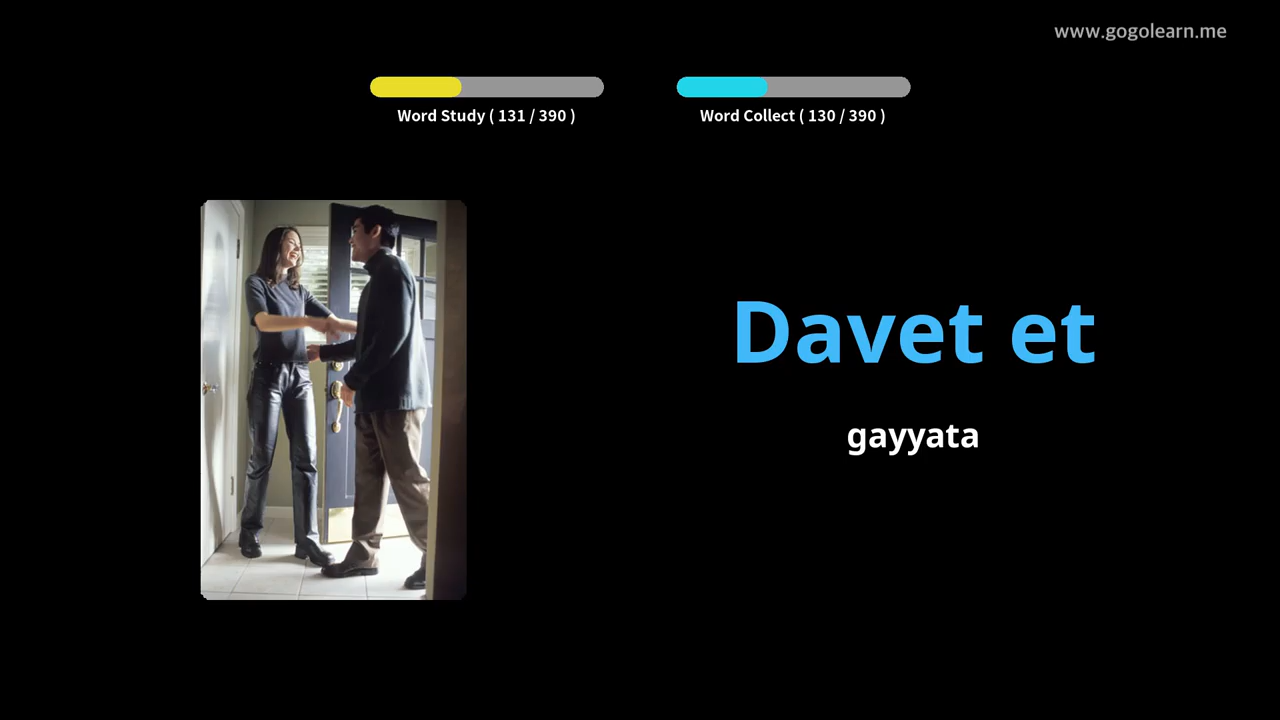 www.gogolearn.me
Word Study ( 131 / 390 )
Word Collect ( 130 / 390 )
Davet et
gayyata